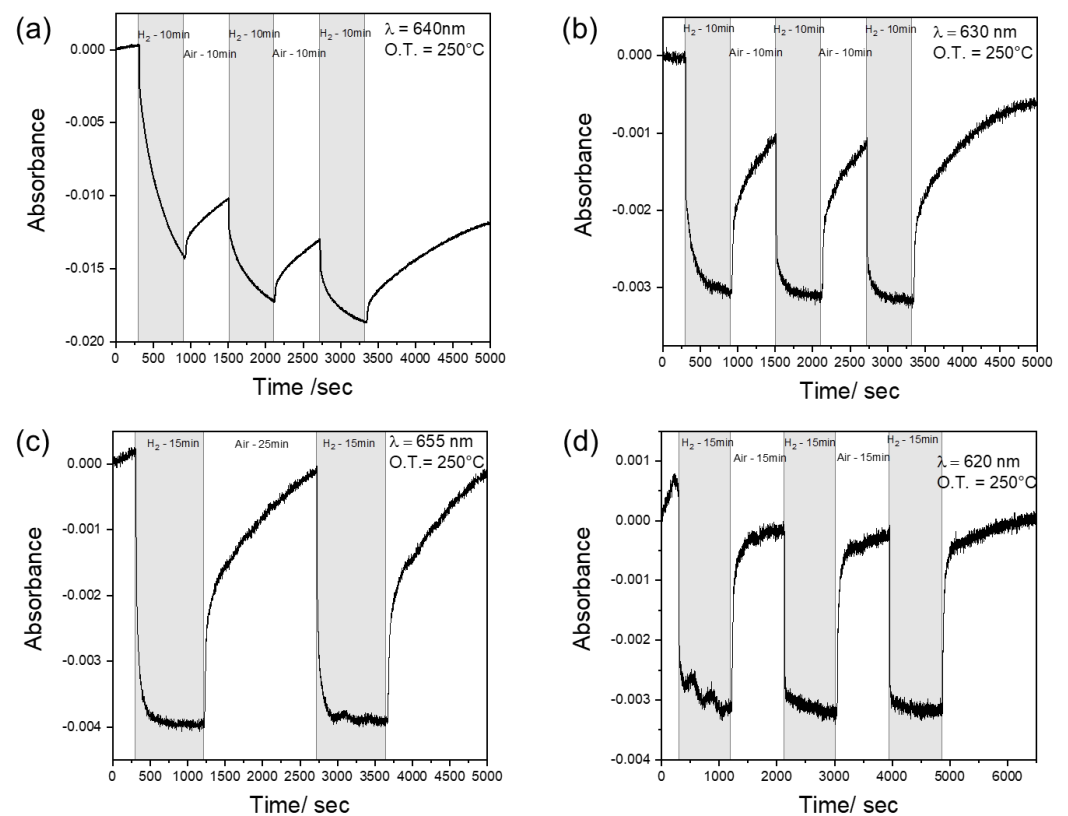 (a)
H2 - 10min H2 - 10min H2 - 10min
Air - 10min Air - 10min
λ = 640nm
O.T. = 250°C
0.000
-0.005
-0.010
-0.015
-0.020
Absorbance
0 500 1000 1500 2000 2500 3000 3500 4000 4500 5000
Time /sec
(b)
H2 - 10min H2 - 10min H2 - 10min
Air - 10min Air - 10min
λ = 630 nm
O.T. = 250°C
0.000
-0.001
-0.002
-0.003
Absorbance
0 500 1000 1500 2000 2500 3000 3500 4000 4500 5000
Time/ sec
(c)
H2 - 15min Air - 25min H2 - 15min
λ = 655 nm
O.T.= 250°C
0.000
-0.001
-0.002
-0.003
-0.004
Absorbance
0 500 1000 1500 2000 2500 3000 3500 4000 4500 5000
Time/ sec
(d)
H2 - 15min H2 - 15min H2 - 15min
Air - 15min Air - 15min
λ = 620 nm
O.T. = 250°C
0.001
0.000
-0.001
-0.002
-0.003
-0.004
Absorbance
0 1000 2000 3000 4000 5000 6000
Time/ sec